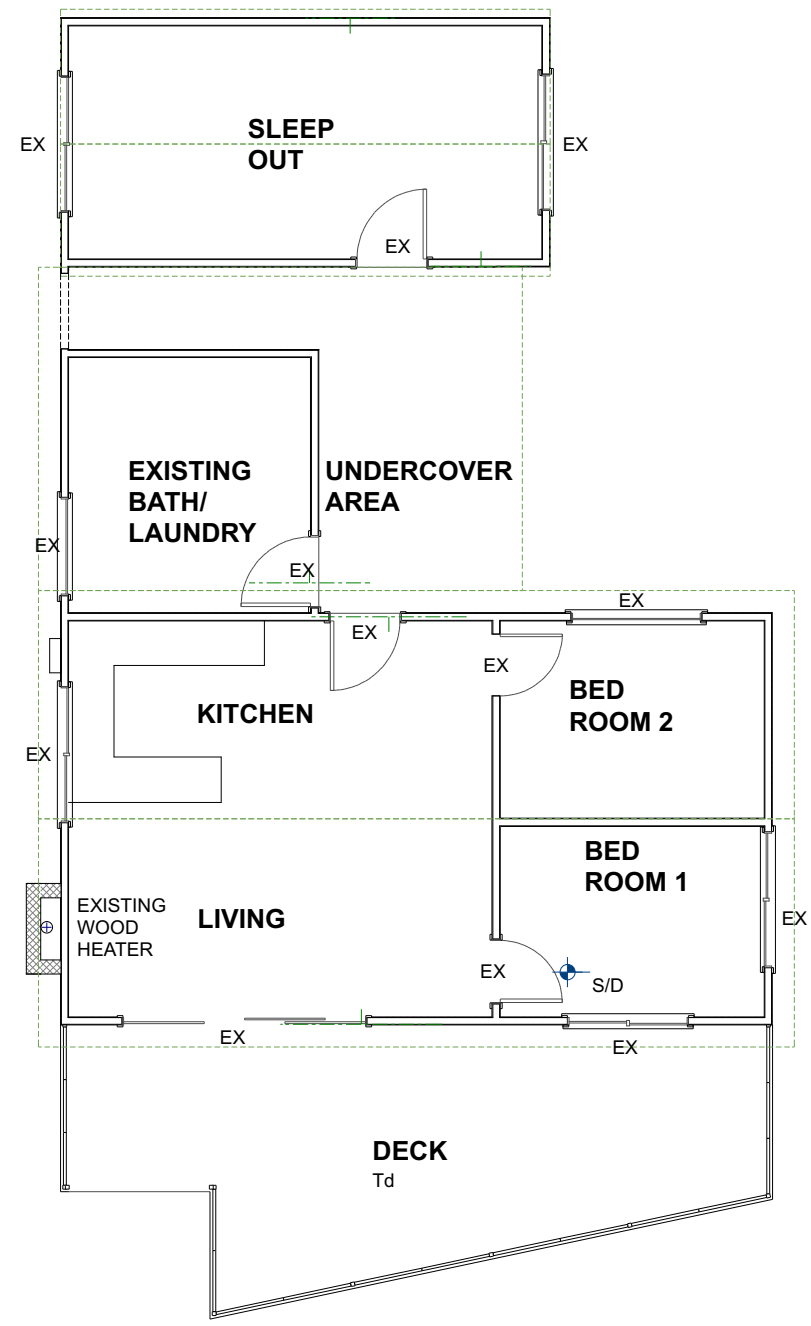 SLEEP
OUT
EX
EX
EX
EXISTING
BATH/
LAUNDRY
UNDERCOVER
AREA
EX
EX
EX
EX
EX
BED
ROOM 2
KITCHEN
EX
BED
ROOM 1
EXISTING
WOOD
HEATER
LIVING
EX
EX
S/D
EX
EX
DECK
Td